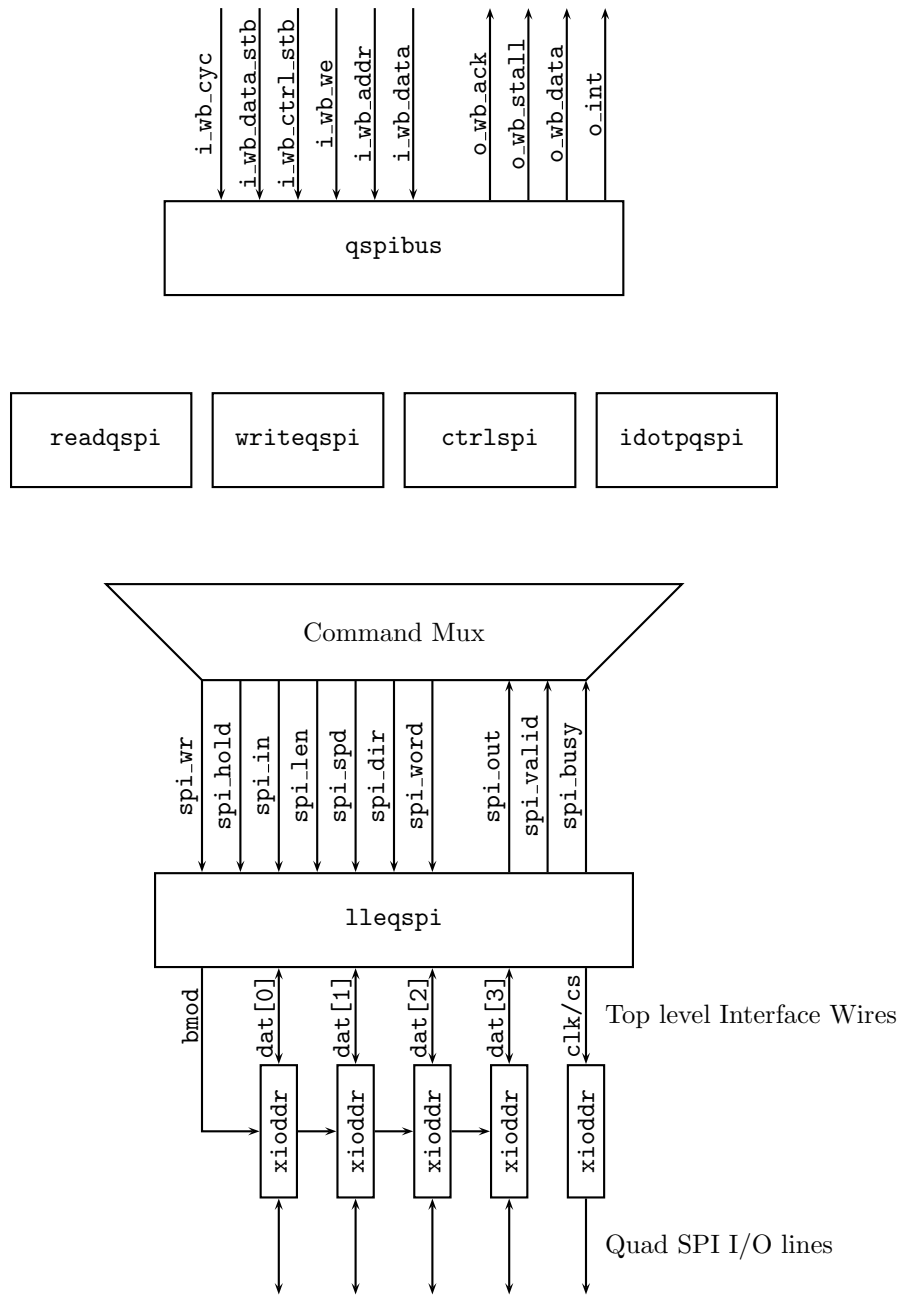 i_wb_cyc
i_wb_data_stb
i_wb_ctrl_stb
i_wb_we
i_wb_addr
i_wb_data
o_wb_ack
o_wb_stall
o_wb_data
o_int
qspibus
readqspi
writeqspi
ctrlspi
idotpqspi
Command Mux
spi_wr
spi_hold
spi_in
spi_len
spi_spd
spi_dir
spi_word
spi_out
spi_valid
spi_busy
lleqspi
bmod
dat[0]
dat[1]
dat[2]
dat[3]
clk/cs
Top level Interface Wires
xioddr
xioddr
xioddr
xioddr
xioddr
Quad SPI I/O lines